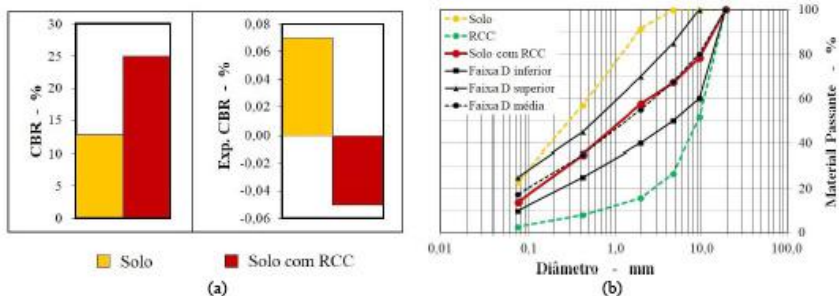 CBR - %
30
25
20
15
10
5
0
Exp. CBR - %
0,08
0,06
0,04
0,02
0,00
-0,02
-0,04
-0,06
Solo
Solo com RCC
(a)
Solo
RCC
Solo com RCC
Faixa D inferior
Faixa D superior
Faixa D média
100
80
60
40
20
0
Material Passante - %
0,01
0,1
1,0
10,0
100,0
Diâmetro - mm
(b)